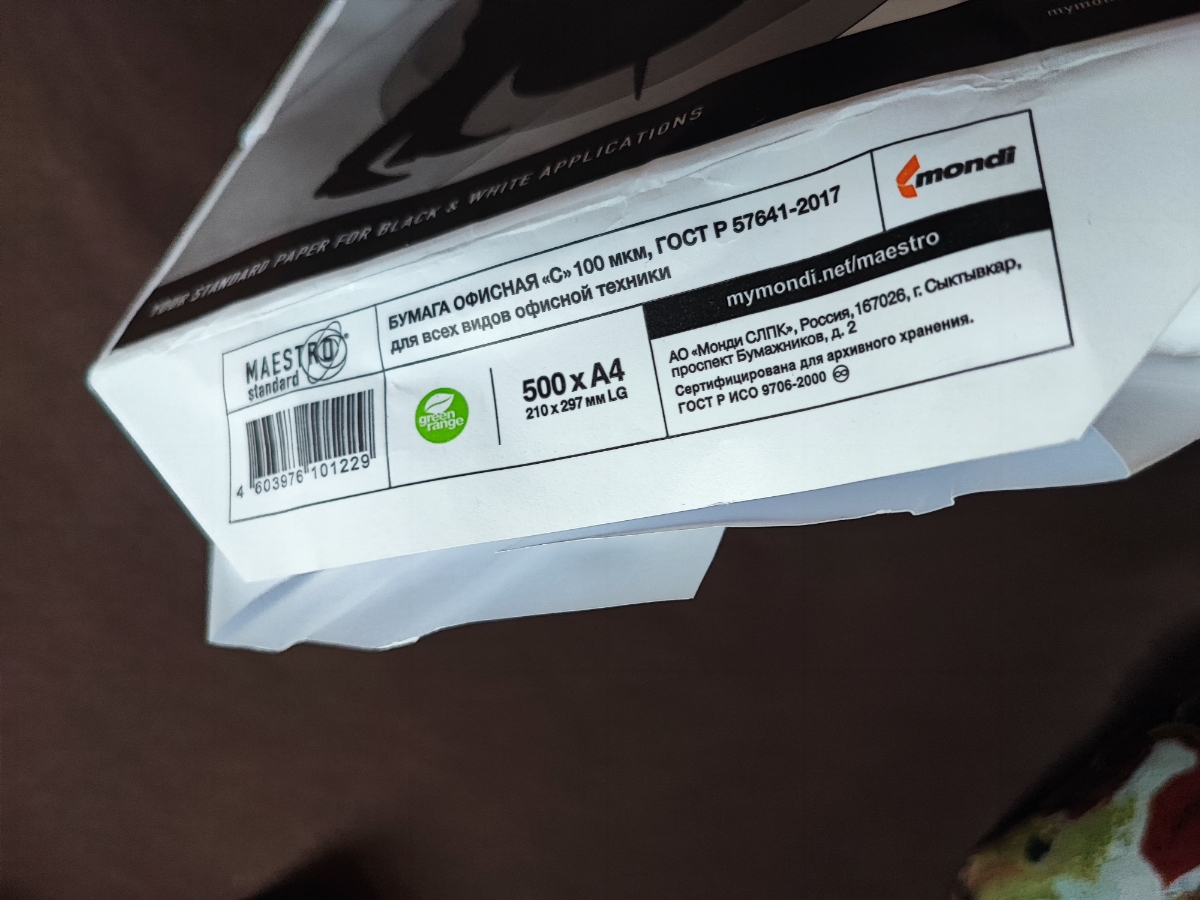 mymon
YOUR STANDARD PAPER FOR BLACK & WHITE APPLICATIONS
MAESTRO®
standard
БУМАГА ОФИСНАЯ «С» 100 мкм, ГОСТ Р 57641-2017
для всех видов офисной техники
mondi
4 603976 101229
green
range
500 x A4
210 x 297 мм LG
mymondi.net/maestro
АО «Монди СЛПК», Россия, 167026, г. Сыктывкар,
проспект Бумажников, д. 2
Сертифицирована для архивного хранения.
ГОСТ Р ИСО 9706-2000